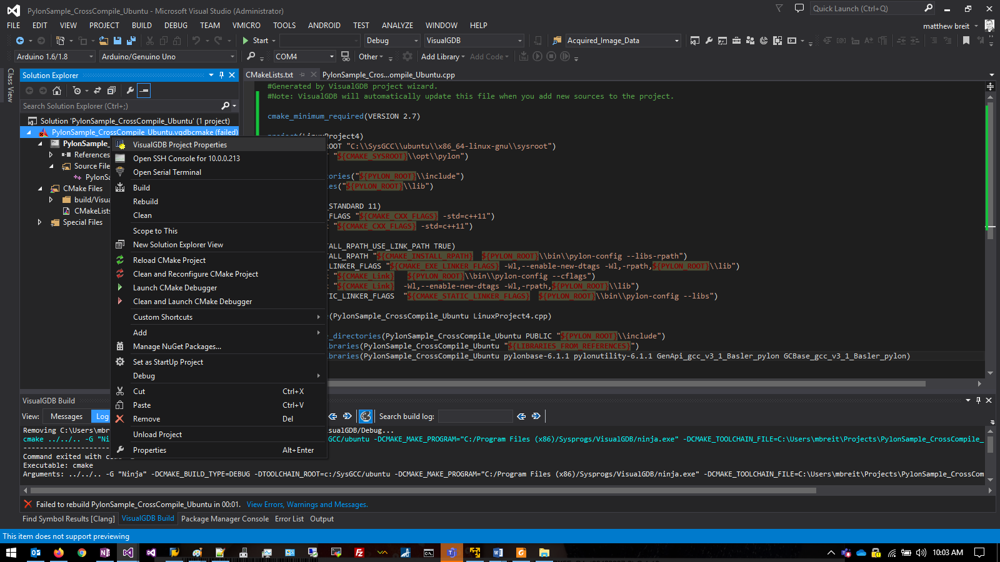 PylonSample_CrossCompile_Ubuntu - Microsoft Visual Studio (Administrator)
Quick Launch (Ctrl+Q)
FILE EDIT VIEW PROJECT BUILD DEBUG TEAM VMICRO TOOLS ANDROID TEST ANALYZE WINDOW HELP
matthew breit
Start Debug VisualGDB Acquired_Image_Data
Arduino 1.6/1.8 Arduino/Genuino Uno COM4 Other Add Library Add Code
Class View
Solution Explorer
Search Solution Explorer (Ctrl+;)
Solution 'PylonSample_CrossCompile_Ubuntu' (1 project)
PylonSample_CrossCompile_Ubuntu.vgdbcmake (failed)
PylonSample_
References
Source File
PylonSa
CMake Files
build/Visua
CMakeLists
Special Files
VisualGDB Project Properties
Open SSH Console for 10.0.0.213
Open Serial Terminal
Build
Rebuild
Clean
Scope to This
New Solution Explorer View
Reload CMake Project
Clean and Reconfigure CMake Project
Launch CMake Debugger
Clean and Launch CMake Debugger
Custom Shortcuts
Add
Manage NuGet Packages...
Set as StartUp Project
Debug
Cut Ctrl+X
Paste Ctrl+V
Remove Del
Unload Project
Properties Alt+Enter
CMakeLists.txt PylonSample_Cros...ompile_Ubuntu.cpp
#Generated by VisualGDB project wizard.
#Note: VisualGDB will automatically update this file when you add new sources to the project.
cmake_minimum_required(VERSION 2.7)
project(LinuxProject4)
OOT "C:\\SysGCC\\ubuntu\\x86_64-linux-gnu\\sysroot")
T "${CMAKE_SYSROOT}\\opt\\pylon")
tories("${PYLON_ROOT}\\include")
es("${PYLON_ROOT}\\lib")
STANDARD 11)
FLAGS "${CMAKE_CXX_FLAGS} -std=c++11")
"${CMAKE_CXX_FLAGS} -std=c++11")
ALL_RPATH_USE_LINK_PATH TRUE)
ALL_RPATH "${CMAKE_INSTALL_RPATH} ${PYLON_ROOT}\\bin\\pylon-config --libs-rpath")
LINKER_FLAGS "${CMAKE_EXE_LINKER_FLAGS} -Wl,--enable-new-dtags -Wl,-rpath,${PYLON_ROOT}\\lib")
"${CMAKE_Link} ${PYLON_ROOT}\\bin\\pylon-config --cflags")
"${CMAKE_Link} -Wl,--enable-new-dtags -Wl,-rpath,${PYLON_ROOT}\\lib")
TIC_LINKER_FLAGS "${CMAKE_STATIC_LINKER_FLAGS} ${PYLON_ROOT}\\bin\\pylon-config --libs")
(PylonSample_CrossCompile_Ubuntu LinuxProject4.cpp)
_directories(PylonSample_CrossCompile_Ubuntu PUBLIC "${PYLON_ROOT}\\include")
ibraries(PylonSample_CrossCompile_Ubuntu "${LIBRARIES_FROM_REFERENCES}")
ibraries(PylonSample_CrossCompile_Ubuntu pylonbase-6.1.1 pylonutility-6.1.1 GenApi_gcc_v3_1_Basler_pylon GCBase_gcc_v3_1_Basler_pylon)
VisualGDB Build
View: Messages Log Search build log:
Removing C:\Users\mbrei sualGDB/Debug...
cmake ../../.. -G "Nin GCC/ubuntu -DCMAKE_MAKE_PROGRAM="C:/Program Files (x86)/Sysprogs/VisualGDB/ninja.exe" -DCMAKE_TOOLCHAIN_FILE=C:\Users\mbreit\Projects\PylonSample_CrossCompile_
Command exited with code
Executable: cmake
Arguments: ../../.. -G "Ninja" -DCMAKE_BUILD_TYPE=DEBUG -DTOOLCHAIN_ROOT=c:/SysGCC/ubuntu -DCMAKE_MAKE_PROGRAM="C:/Program Files (x86)/Sysprogs/VisualGDB/ninja.exe" -DCMAKE_TOOLCHAIN_FILE=C:\Users\mbreit\Projects\PylonSample_CrossCom
Failed to rebuild PylonSample_CrossCompile_Ubuntu in 00:01. View Errors, Warnings and Messages.
Find Symbol Results [Clang] VisualGDB Build Package Manager Console Error List Output
This item does not support previewing
10:03 AM